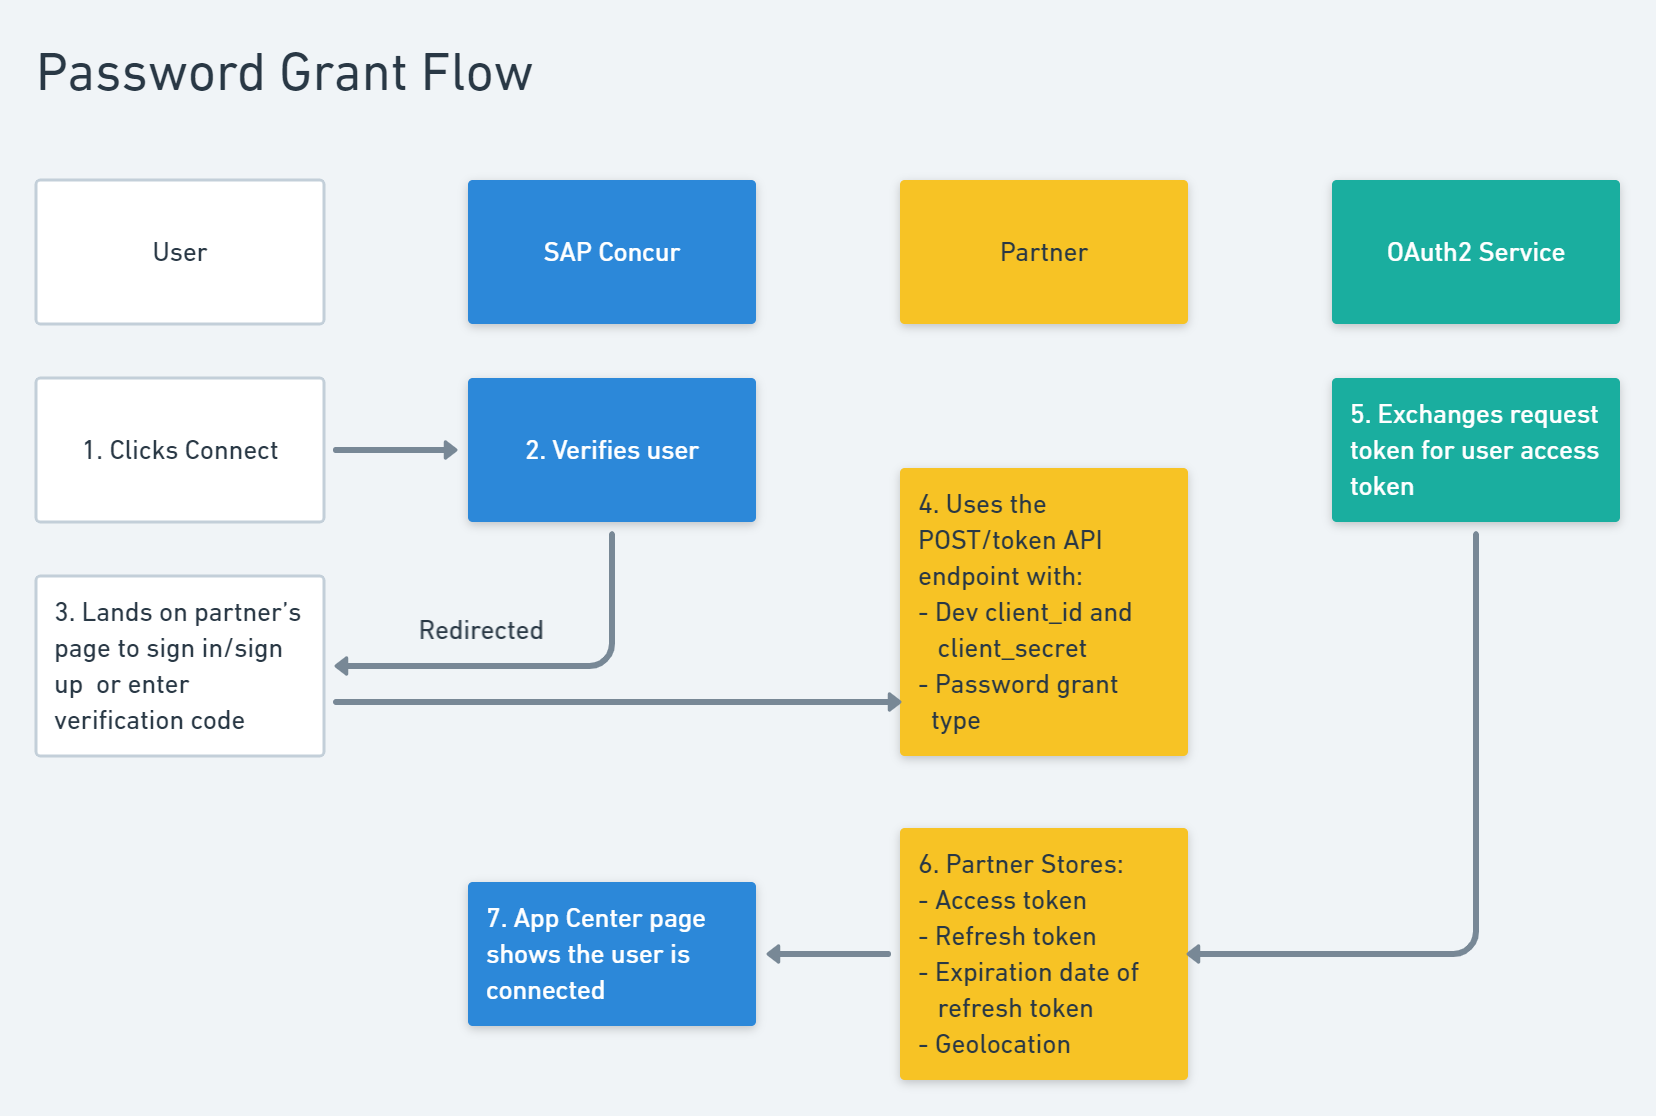 Password Grant Flow
User
SAP Concur
Partner
OAuth2 Service
1. Clicks Connect
2. Verifies user
3. Lands on partner’s
page to sign in/sign
up  or enter
verification code
Redirected
4. Uses the
POST/token API
endpoint with:
- Dev client_id and
client_secret
- Password grant
type
5. Exchanges request
token for user access
token
6. Partner Stores:
- Access token
- Refresh token
- Expiration date of
refresh token
- Geolocation
7. App Center page
shows the user is
connected